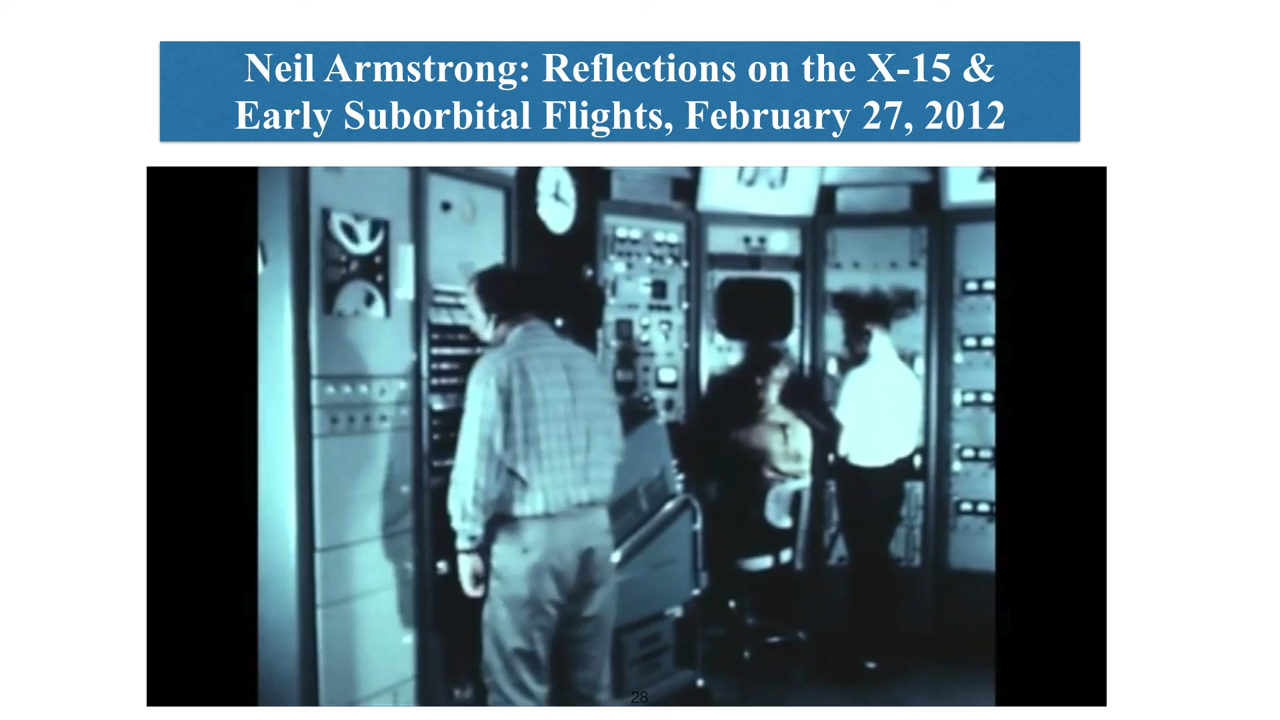 Neil Armstrong: Reflections on the X-15 &
Early Suborbital Flights, February 27, 2012
28